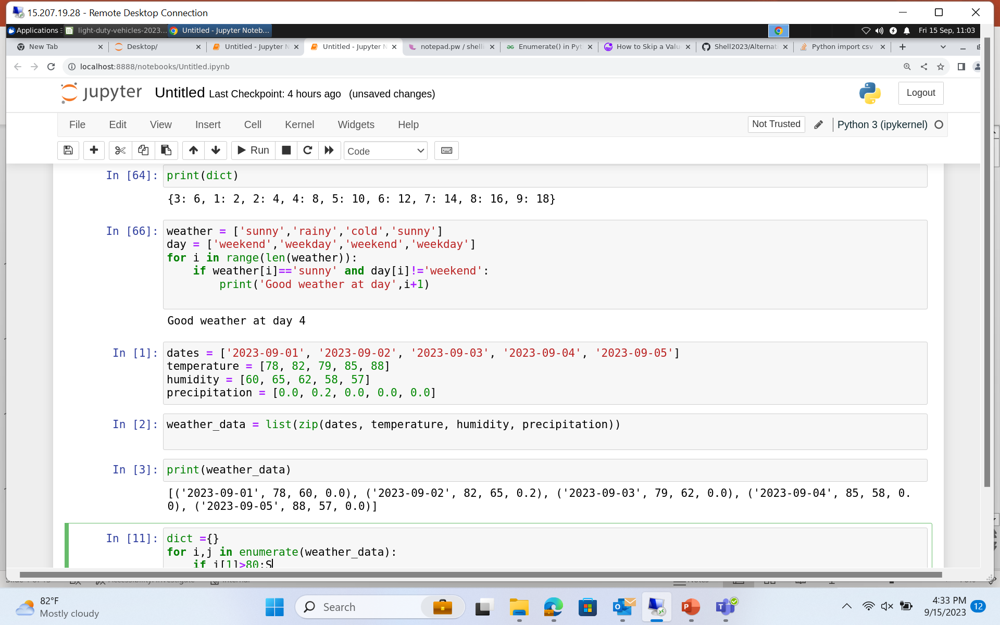 15.207.19.28 - Remote Desktop Connection
Applications light-duty-vehicles-2023... Untitled - Jupyter Noteb... Fri 15 Sep, 11:03
New Tab Desktop/ Untitled - Jupyter N Untitled - Jupyter N notepad.pw / shelli Enumerate() in Pyt How to Skip a Valu Shell2023/Alternati Python import csv
localhost:8888/notebooks/Untitled.ipynb
jupyter Untitled Last Checkpoint: 4 hours ago (unsaved changes) Logout
File Edit View Insert Cell Kernel Widgets Help Not Trusted Python 3 (ipykernel)
Run Code
In [64]: print(dict)
{3: 6, 1: 2, 2: 4, 4: 8, 5: 10, 6: 12, 7: 14, 8: 16, 9: 18}
In [66]: weather = ['sunny','rainy','cold','sunny']
day = ['weekend','weekday','weekend','weekday']
for i in range(len(weather)):
    if weather[i]=='sunny' and day[i]!='weekend':
        print('Good weather at day',i+1)
Good weather at day 4
In [1]: dates = ['2023-09-01', '2023-09-02', '2023-09-03', '2023-09-04', '2023-09-05']
temperature = [78, 82, 79, 85, 88]
humidity = [60, 65, 62, 58, 57]
precipitation = [0.0, 0.2, 0.0, 0.0, 0.0]
In [2]: weather_data = list(zip(dates, temperature, humidity, precipitation))
In [3]: print(weather_data)
[('2023-09-01', 78, 60, 0.0), ('2023-09-02', 82, 65, 0.2), ('2023-09-03', 79, 62, 0.0), ('2023-09-04', 85, 58, 0.
0), ('2023-09-05', 88, 57, 0.0)]
In [11]: dict ={}
for i,j in enumerate(weather_data):
    if j[1]>80:S
82°F
Mostly cloudy
Search
4:33 PM
9/15/2023
12